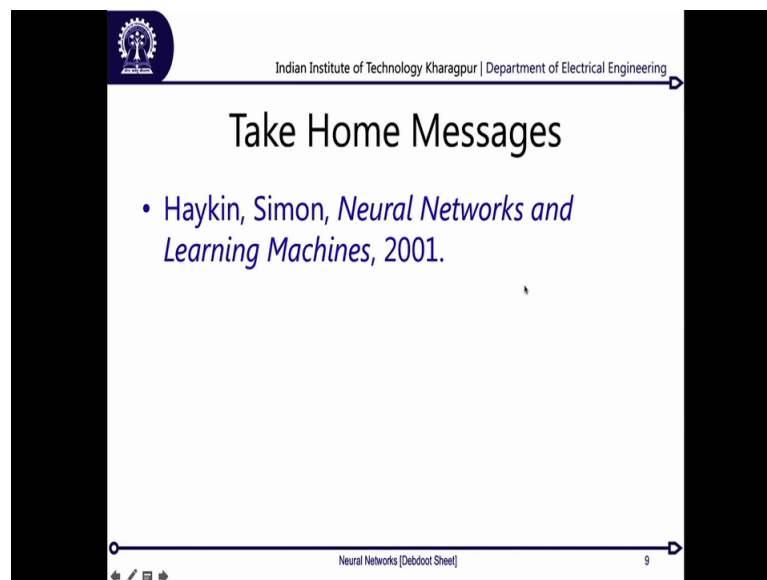 Indian Institute of Technology Kharagpur | Department of Electrical Engineering
Take Home Messages
• Haykin, Simon, Neural Networks and
Learning Machines, 2001.
Neural Networks [Debdoot Sheet]
9